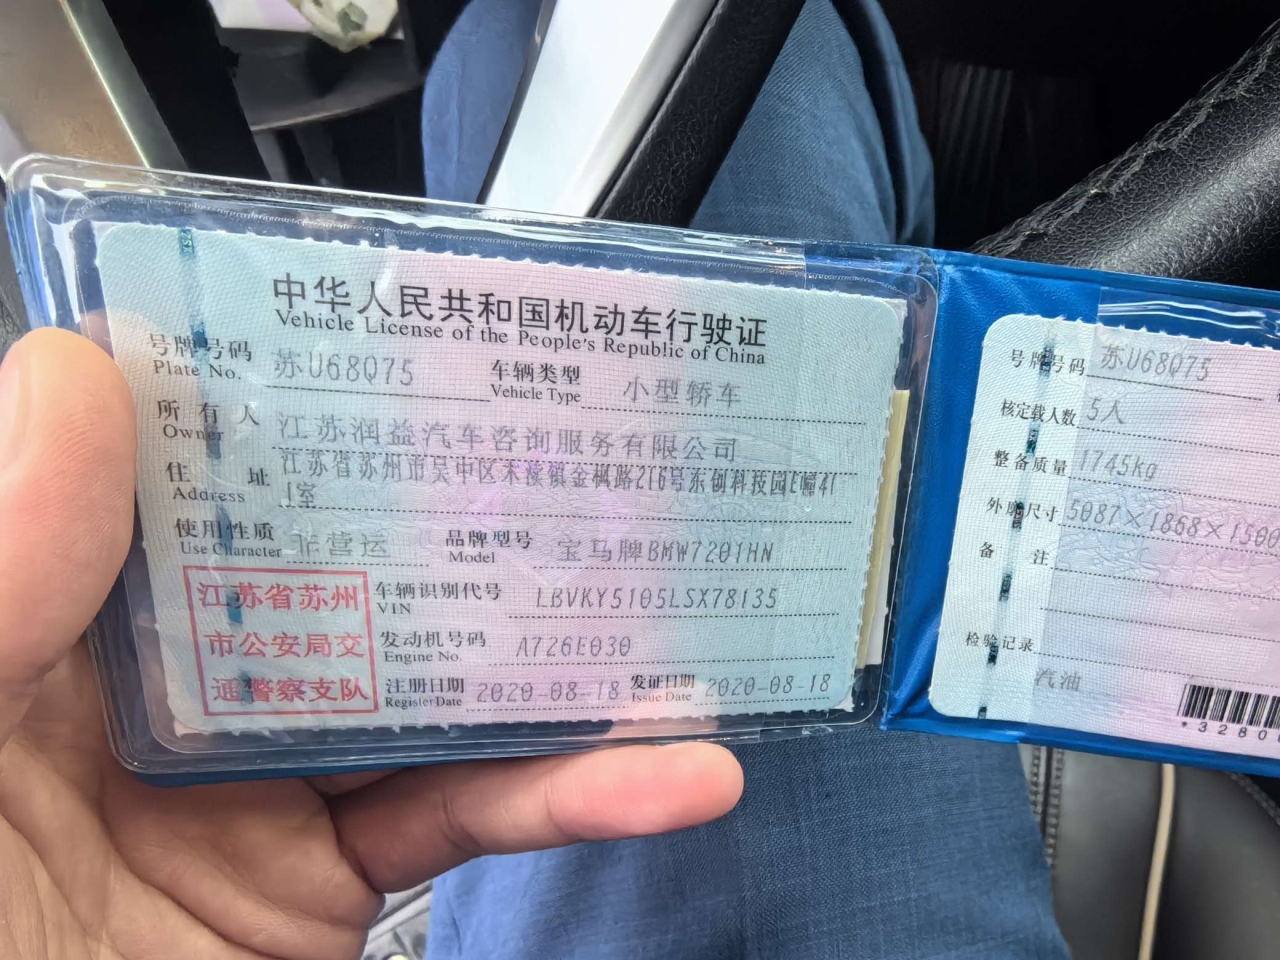 中华人民共和国机动车行驶证
Vehicle License of the People's Republic of China
号牌号码 苏U68Q75 车辆类型 小型轿车
Plate No. Vehicle Type
所有人 江苏润益汽车咨询服务有限公司
Owner
住址 江苏省苏州市吴中区木渎镇金枫路216号东创科技园E幢41
Address 1室
使用性质 非营运 品牌型号 宝马牌BMW7201HN
Use Character Model
江苏省苏州
市公安局交
通警察支队
车辆识别代号 LBVKY5105LSX78135
VIN
发动机号码 A726E030
Engine No.
注册日期 2020-08-18 发证日期 2020-08-18
Register Date Issue Date
号牌号码 苏U68Q75
核定载人数 5人
整备质量 1745kg
外廓尺寸 5087×1868×1500
备注
检验记录
汽油
*3280